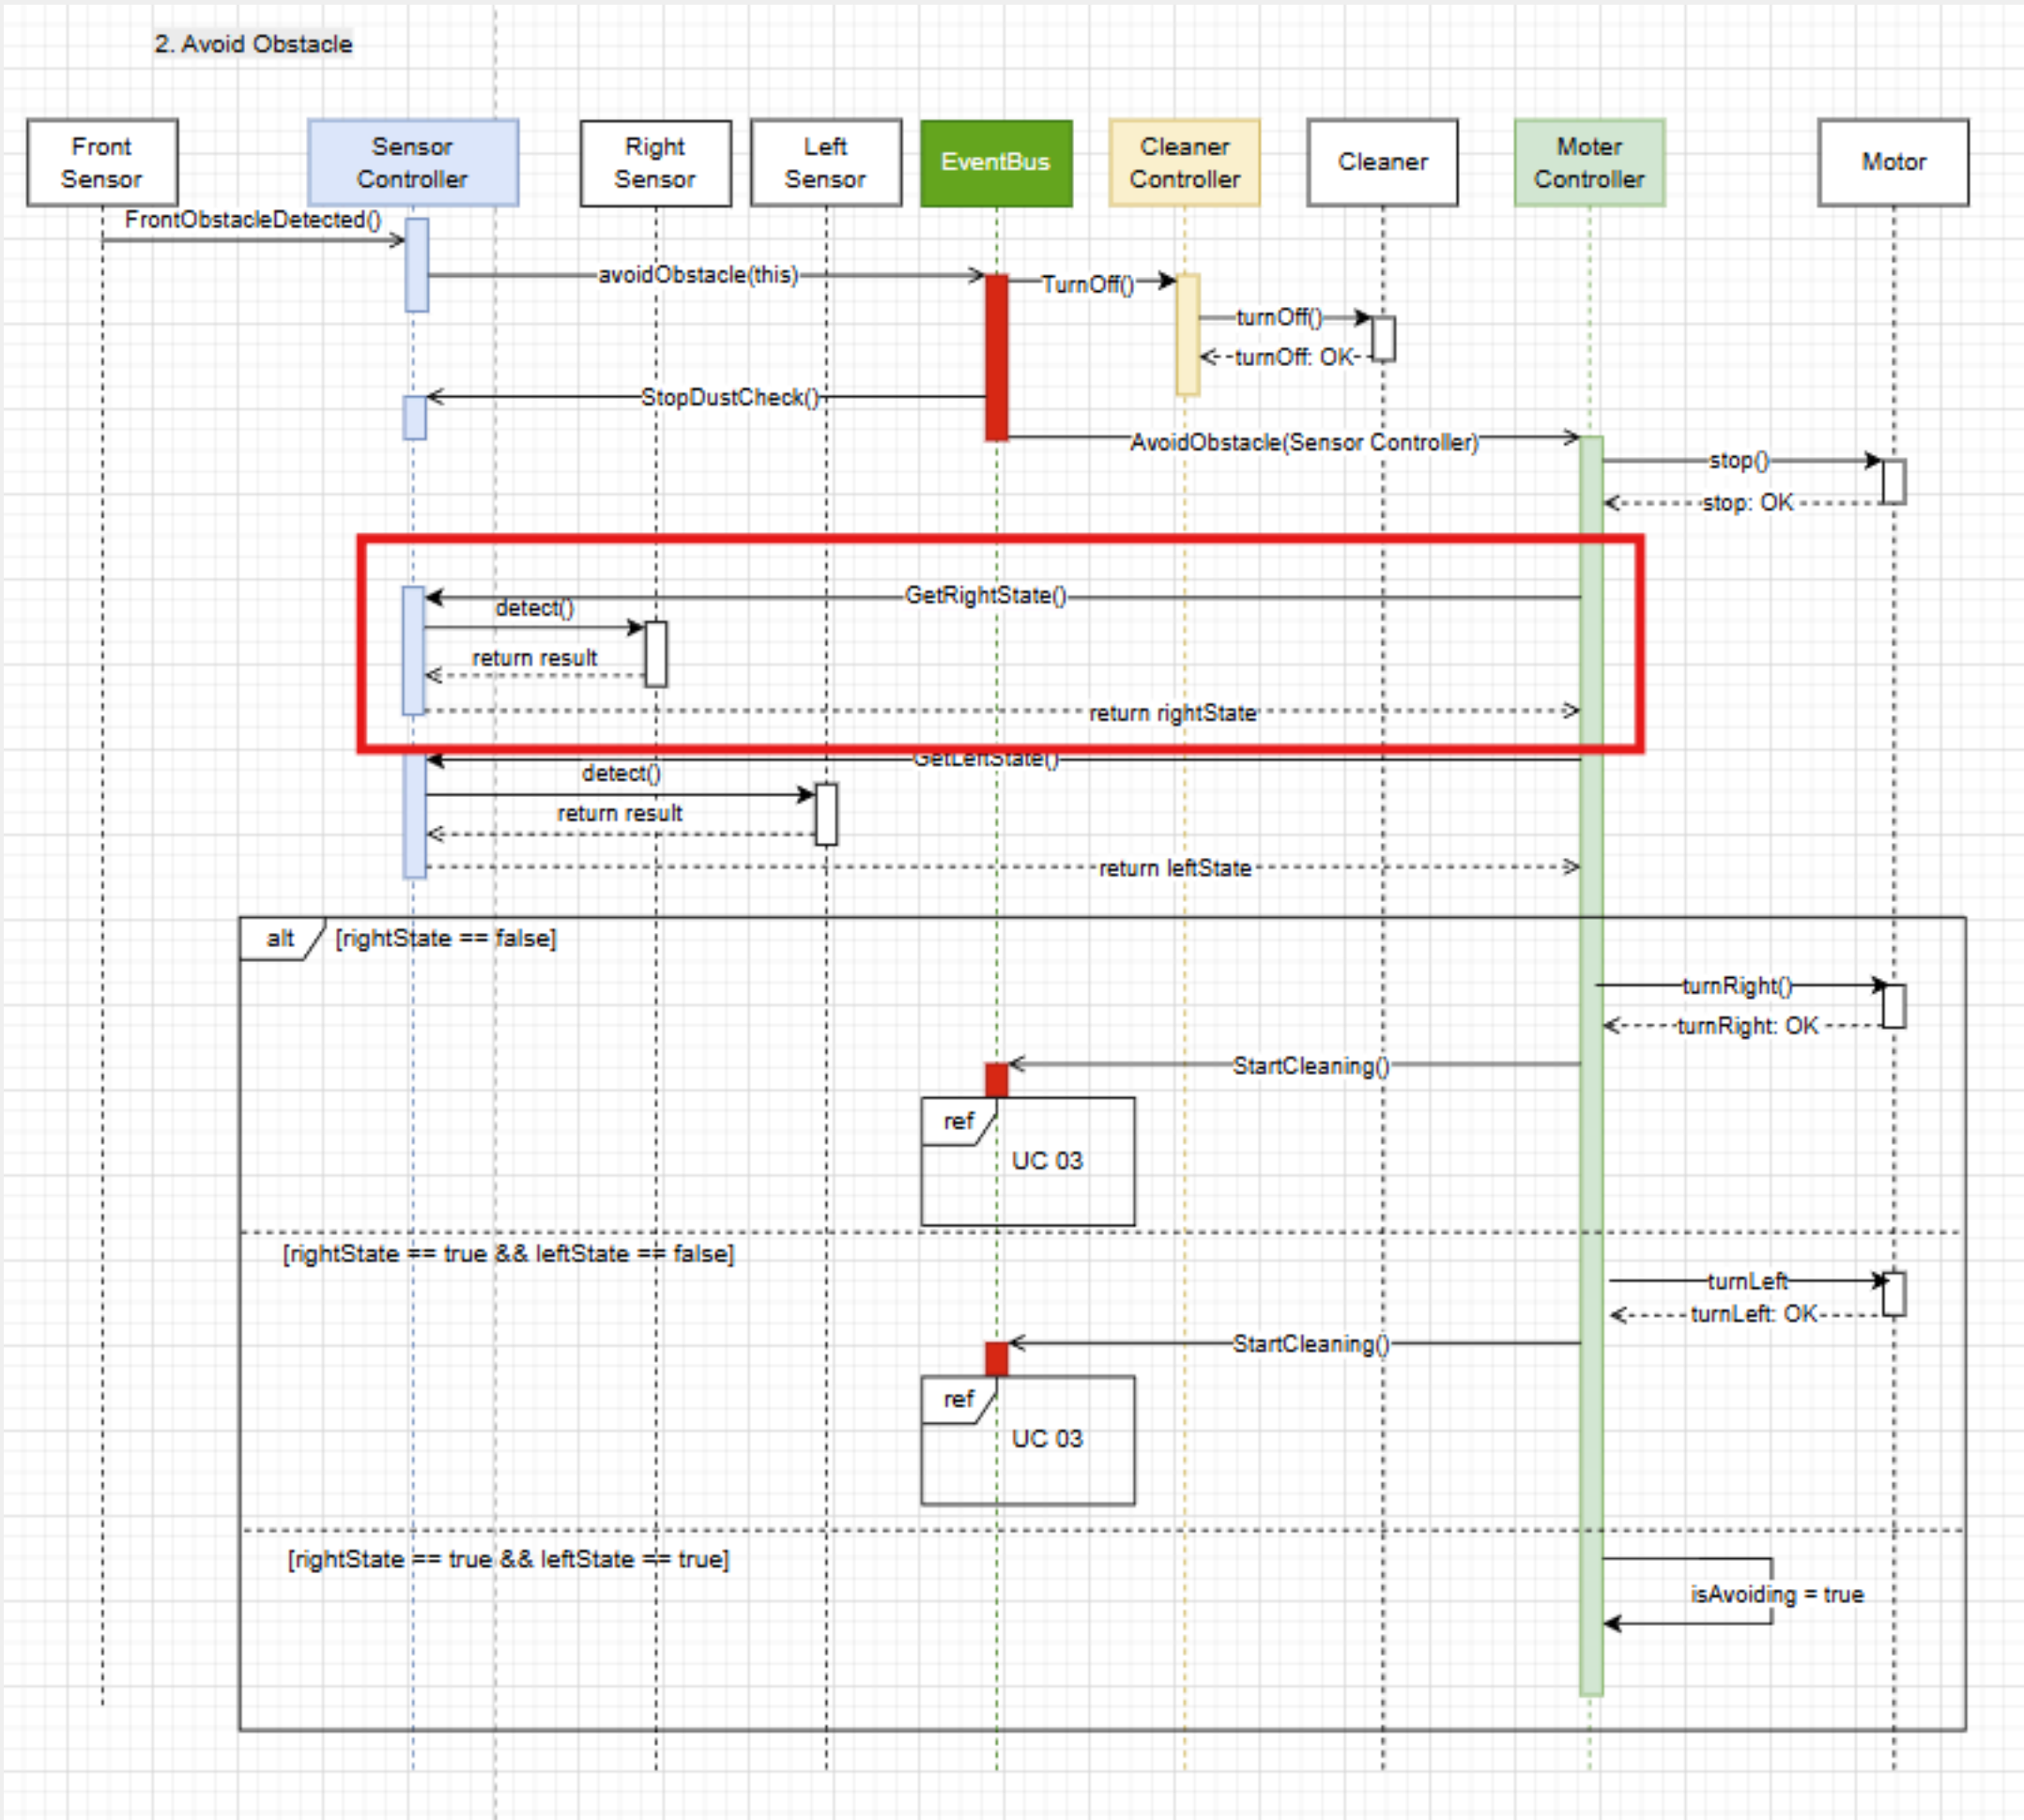 2. Avoid Obstacle
Front
Sensor
Sensor
Controller
Right
Sensor
Left
Sensor
EventBus
Cleaner
Controller
Cleaner
Moter
Controller
Motor
FrontObstacleDetected()
avoidObstacle(this)
TurnOff()
turnOff()
turnOff: OK
StopDustCheck()
AvoidObstacle(Sensor Controller)
stop()
stop: OK
GetRightState()
detect()
return result
return rightState
GetLeftState()
detect()
return result
return leftState
alt
[rightState == false]
turnRight()
turnRight: OK
StartCleaning()
ref
UC 03
[rightState == true && leftState == false]
turnLeft
turnLeft: OK
StartCleaning()
ref
UC 03
[rightState == true && leftState == true]
isAvoiding = true